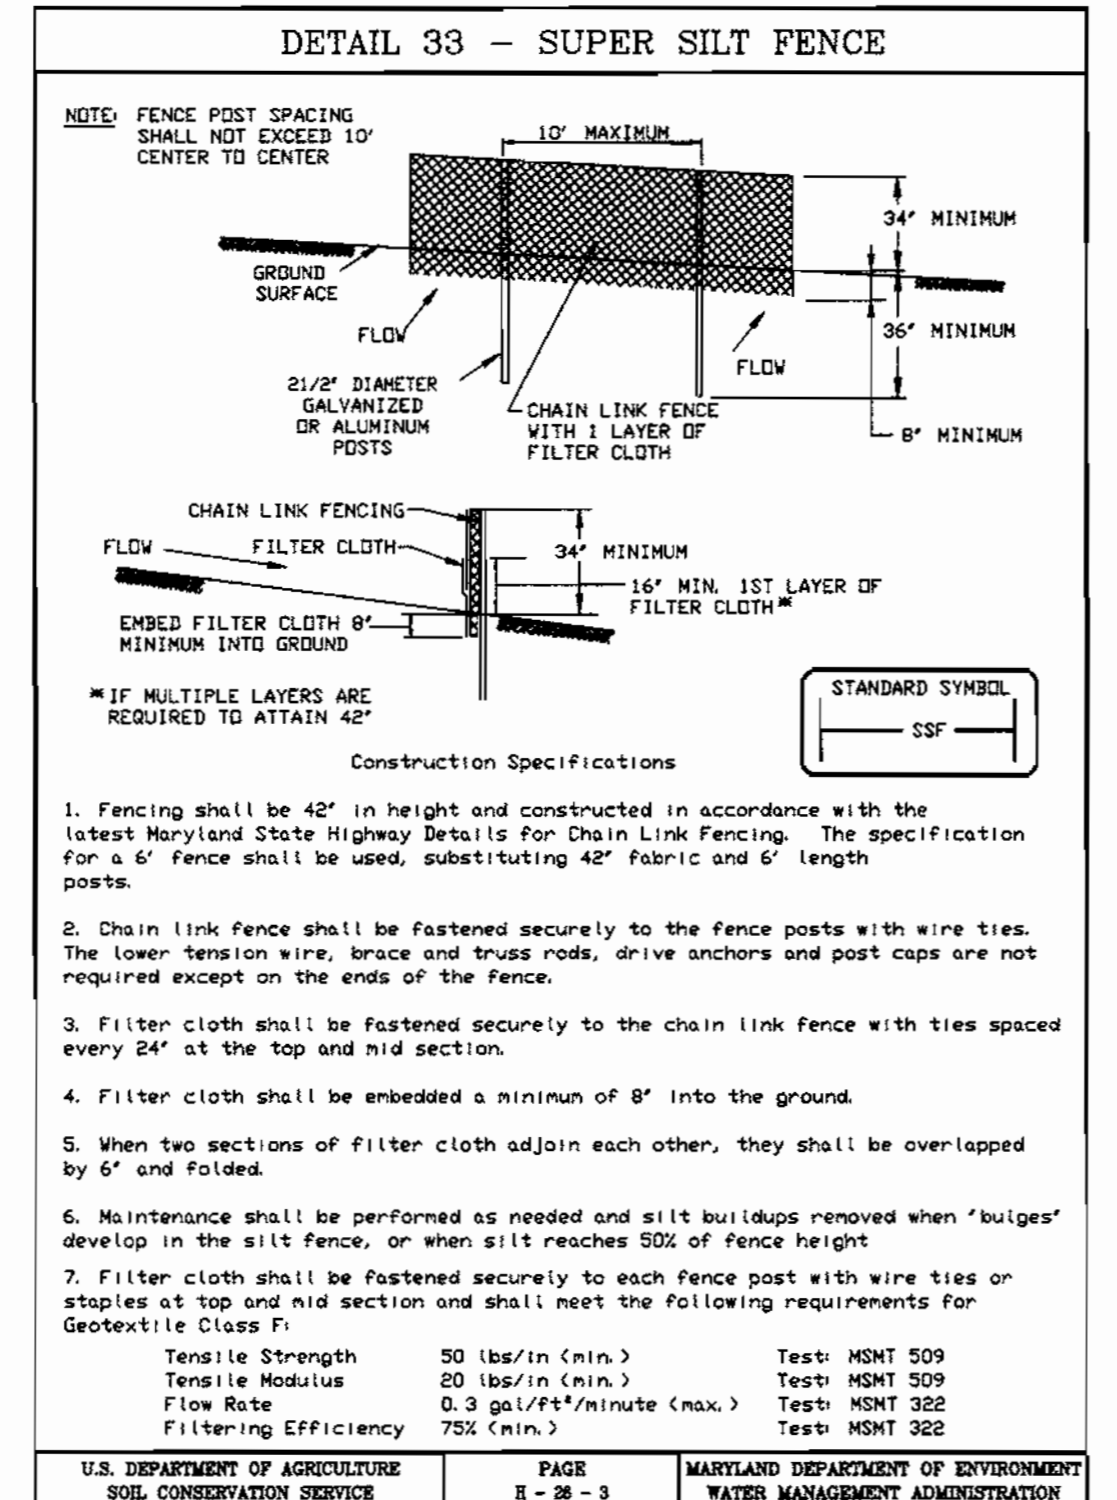 DETAIL 33 - SUPER SILT FENCE
NOTE: FENCE POST SPACING
SHALL NOT EXCEED 10'
CENTER TO CENTER
10' MAXIMUM
34" MINIMUM
GROUND
SURFACE
FLOW
36" MINIMUM
FLOW
21/2" DIAMETER
GALVANIZED
OR ALUMINUM
POSTS
CHAIN LINK FENCE
WITH 1 LAYER OF
FILTER CLOTH
8" MINIMUM
CHAIN LINK FENCING
FLOW
FILTER CLOTH
34" MINIMUM
16" MIN. 1ST LAYER OF
FILTER CLOTH*
EMBED FILTER CLOTH 8"
MINIMUM INTO GROUND
*IF MULTIPLE LAYERS ARE
REQUIRED TO ATTAIN 42"
STANDARD SYMBOL
SSF
Construction Specifications
1. Fencing shall be 42" in height and constructed in accordance with the
latest Maryland State Highway Details for Chain Link Fencing. The specification
for a 6' fence shall be used, substituting 42" fabric and 6' length
posts.
2. Chain link fence shall be fastened securely to the fence posts with wire ties.
The lower tension wire, brace and truss rods, drive anchors and post caps are not
required except on the ends of the fence.
3. Filter cloth shall be fastened securely to the chain link fence with ties spaced
every 24" at the top and mid section.
4. Filter cloth shall be embedded a minimum of 8" into the ground.
5. When two sections of filter cloth adjoin each other, they shall be overlapped
by 6" and folded.
6. Maintenance shall be performed as needed and silt buildups removed when "bulges"
develop in the silt fence, or when silt reaches 50% of fence height
7. Filter cloth shall be fastened securely to each fence post with wire ties or
staples at top and mid section and shall meet the following requirements for
Geotextile Class F:
Tensile Strength 50 lbs/in (min.) Test: MSMT 509
Tensile Modulus 20 lbs/in (min.) Test: MSMT 509
Flow Rate 0.3 gal/ft²/minute (max.) Test: MSMT 322
Filtering Efficiency 75% (min.) Test: MSMT 322
U.S. DEPARTMENT OF AGRICULTURE
SOIL CONSERVATION SERVICE
PAGE
H - 26 - 3
MARYLAND DEPARTMENT OF ENVIRONMENT
WATER MANAGEMENT ADMINISTRATION